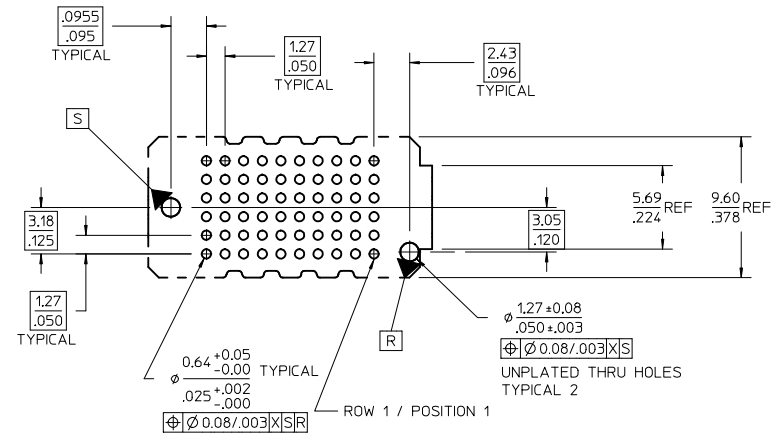 .0955
.095
TYPICAL
1.27
.050
TYPICAL
2.43
.096
TYPICAL
S
3.18
.125
1.27
.050
TYPICAL
5.69
.224 REF
9.60
.378 REF
3.05
.120
R
⌀ 1.27 ±0.08
.050 ±.003
⌖ ⌀ 0.08/.003 X S
UNPLATED THRU HOLES
TYPICAL 2
⌀ 0.64 +0.05 -0.00 TYPICAL
.025 +.002 -.000
⌖ ⌀ 0.08/.003 X S R
ROW 1 / POSITION 1